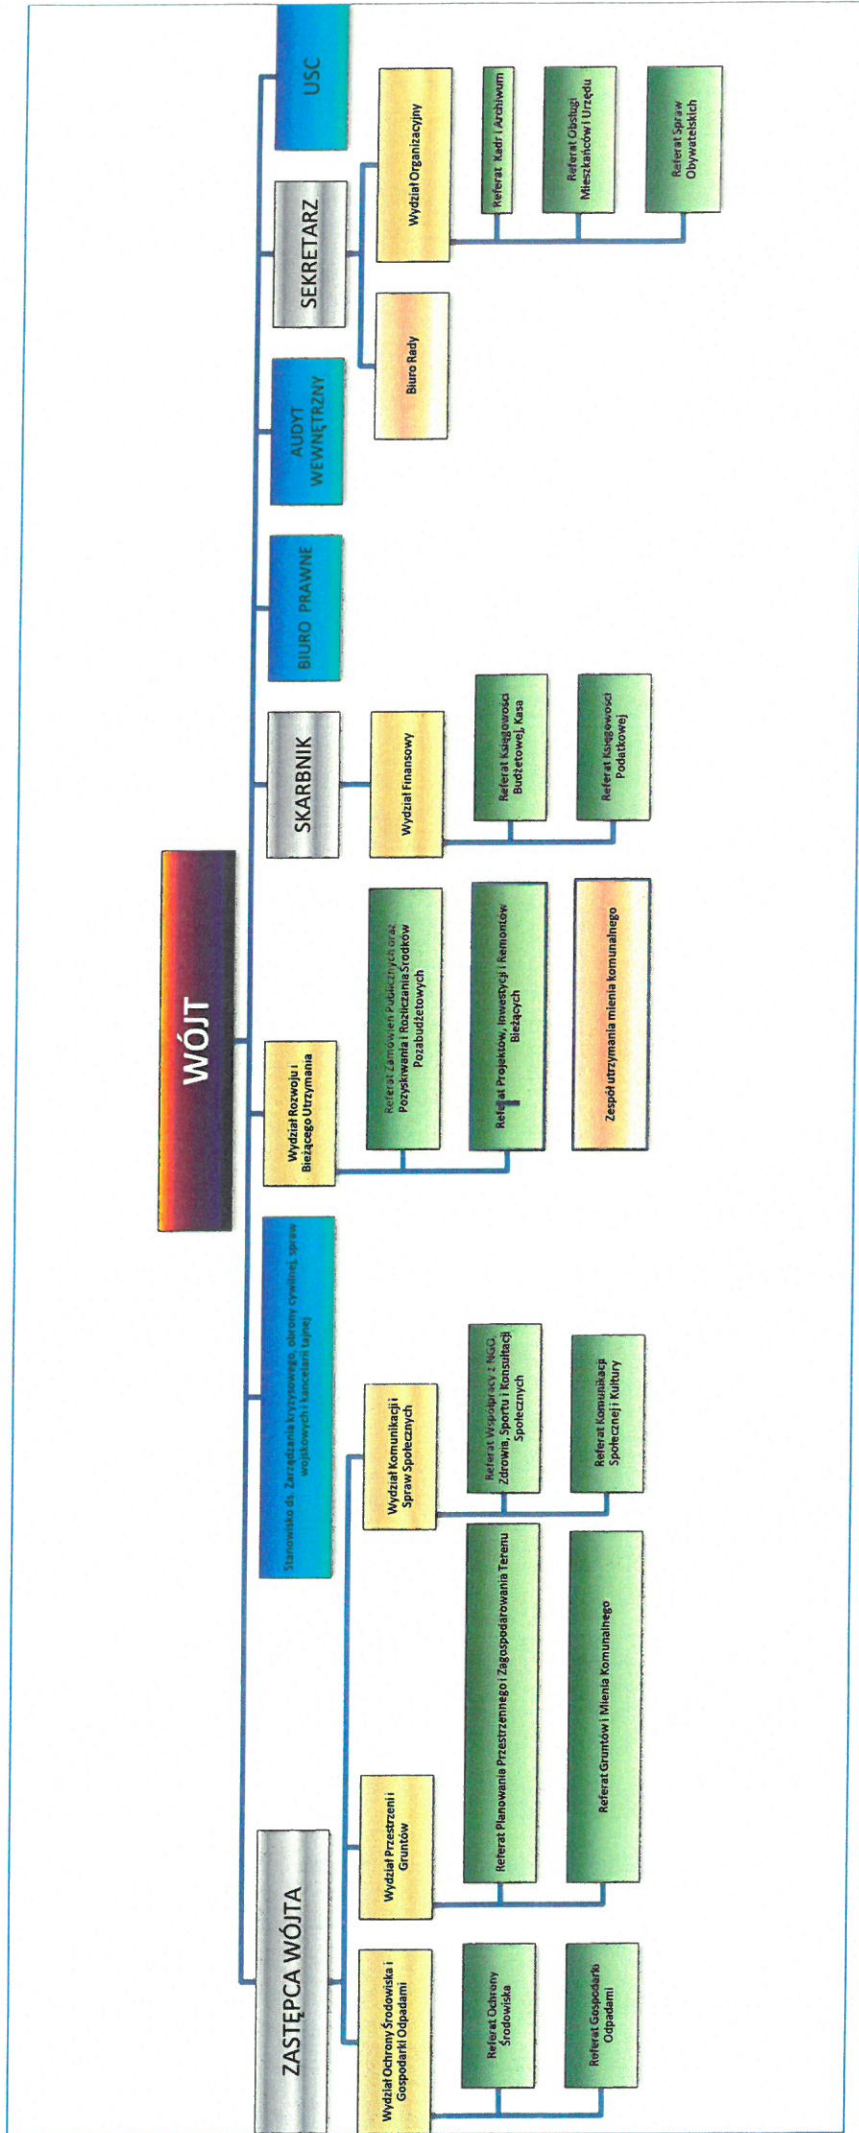 WÓJT
ZASTĘPCA WÓJTA
Stanowisko ds. Zarządzania kryzysowego, obrony cywilnej, spraw
wojskowych i kancelarii tajnej
Wydział Rozwoju i
Bieżącego Utrzymania
SKARBNIK
BIURO PRAWNE
AUDYT
WEWNĘTRZNY
SEKRETARZ
USC
Wydział Ochrony Środowiska i
Gospodarki Odpadami
Referat Ochrony
Środowiska
Referat Gospodarki
Odpadami
Wydział Przestrzeni i
Gruntów
Referat Planowania Przestrzennego i Zagospodarowania Terenu
Referat Gruntów i Mienia Komunalnego
Wydział Komunikacji i
Spraw Społecznych
Referat Współpracy z NGO,
Zdrowia, Sportu i Konsultacji
Społecznych
Referat Komunikacji
Społecznej i Kultury
Referat Zamówien Publicznych oraz
Pozyskiwania i Rozliczania Środków
Pozabudżetowych
Referat Projektów, Inwestycji i Remontów
Bieżących
Zespół utrzymania mienia komunalnego
Wydział Finansowy
Referat Księgowości
Budżetowej, Kasa
Referat Księgowości
Podatkowej
Biuro Rady
Wydział Organizacyjny
Referat Kadr i Archiwum
Referat Obsługi
Mieszkańców i Urzędu
Referat Spraw
Obywatelskich